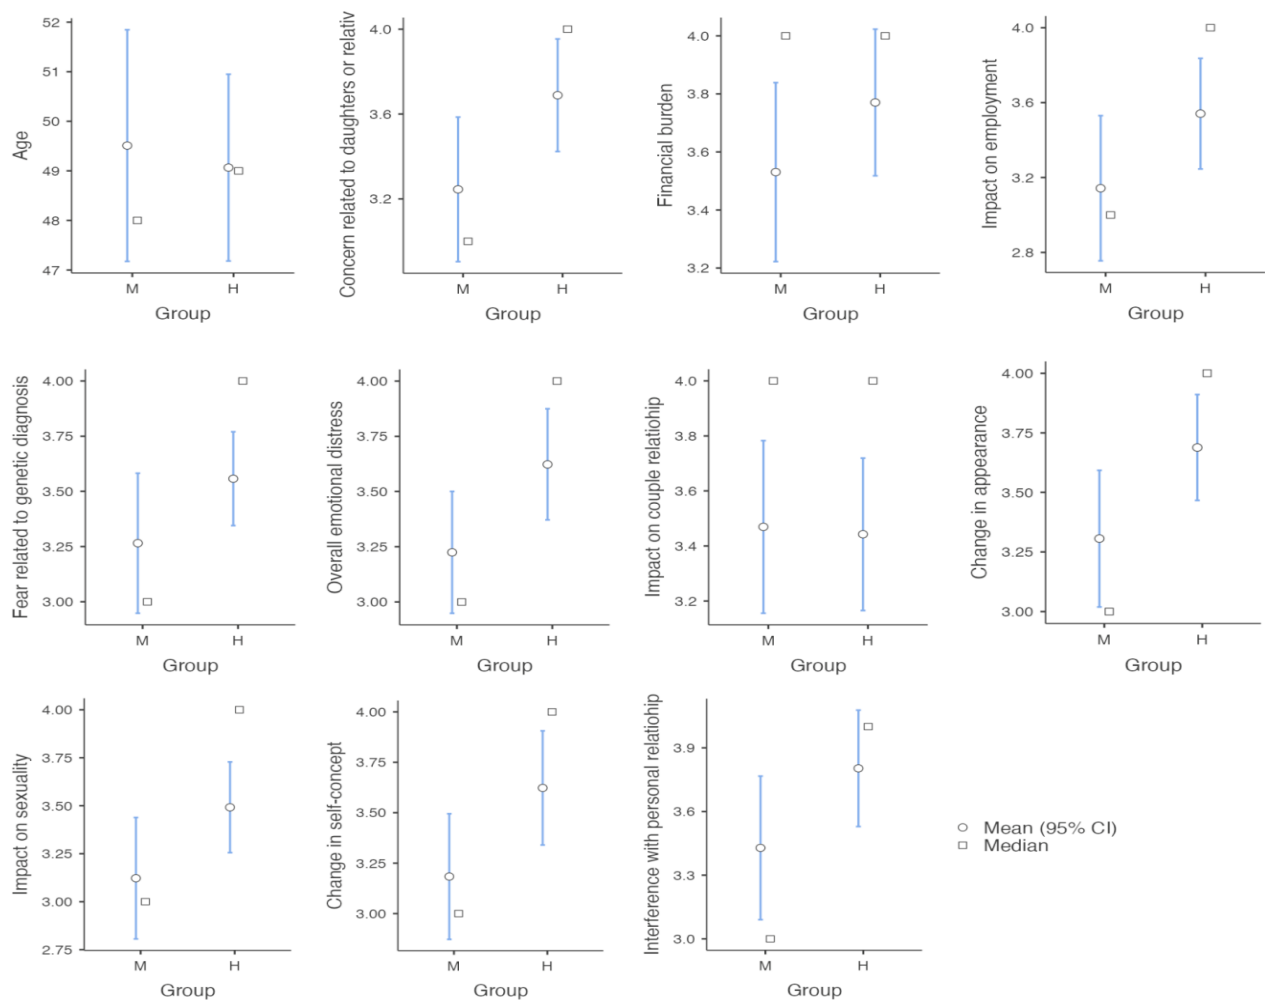 Age
52
51
50
49
48
47
M H
Group
Concern related to daughters or relativ
4.0
3.6
3.2
M H
Group
Financial burden
4.0
3.8
3.6
3.4
3.2
M H
Group
Impact on employment
4.0
3.6
3.2
2.8
M H
Group
Fear related to genetic diagnosis
4.00
3.75
3.50
3.25
3.00
M H
Group
Overall emotional distress
4.00
3.75
3.50
3.25
3.00
M H
Group
Impact on couple relatiohip
4.0
3.8
3.6
3.4
3.2
M H
Group
Change in appearance
4.00
3.75
3.50
3.25
3.00
M H
Group
Impact on sexuality
4.00
3.75
3.50
3.25
3.00
2.75
M H
Group
Change in self-concept
4.00
3.75
3.50
3.25
3.00
M H
Group
Interference with personal relatiohip
3.9
3.6
3.3
3.0
M H
Group
Mean (95% CI)
Median